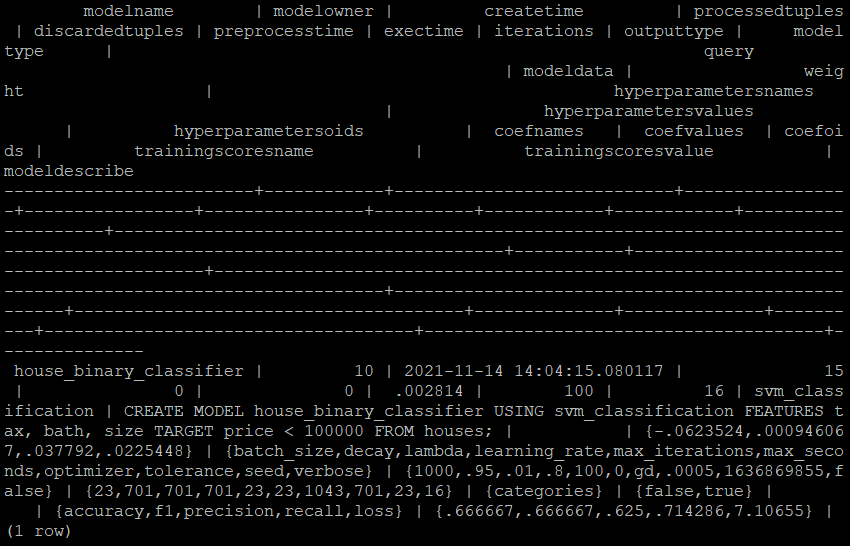 modelname | modelowner | createtime | processedtuples
| discardedtuples | preprocesstime | exectime | iterations | outputtype | model
type | query
| modeldata | weig
ht | hyperparametersnames
| hyperparametersvalues
| hyperparametersoids | coefnames | coefvalues | coefoi
ds | trainingscoresname | trainingscoresvalue |
modeldescribe
-------------------------+------------+----------------------------+----------------
-+-----------------+----------------+----------+------------+------------+----------
----------+-------------------------------------------------------------------------
--------------------------------------------------+-----------+---------------------
--------------------+---------------------------------------------------------------
--------------------------------------+---------------------------------------------
------+---------------------------------------+--------------+--------------+-------
---+-------------------------------------+----------------------------------------+-
--------------
house_binary_classifier | 10 | 2021-11-14 14:04:15.080117 | 15
| 0 | 0 | .002814 | 100 | 16 | svm_class
ification | CREATE MODEL house_binary_classifier USING svm_classification FEATURES t
ax, bath, size TARGET price < 100000 FROM houses; | | {-.0623524,.00094606
7,.037792,.0225448} | {batch_size,decay,lambda,learning_rate,max_iterations,max_seco
nds,optimizer,tolerance,seed,verbose} | {1000,.95,.01,.8,100,0,gd,.0005,1636869855,f
alse} | {23,701,701,701,23,23,1043,701,23,16} | {categories} | {false,true} |
| {accuracy,f1,precision,recall,loss} | {.666667,.666667,.625,.714286,7.10655} |
(1 row)